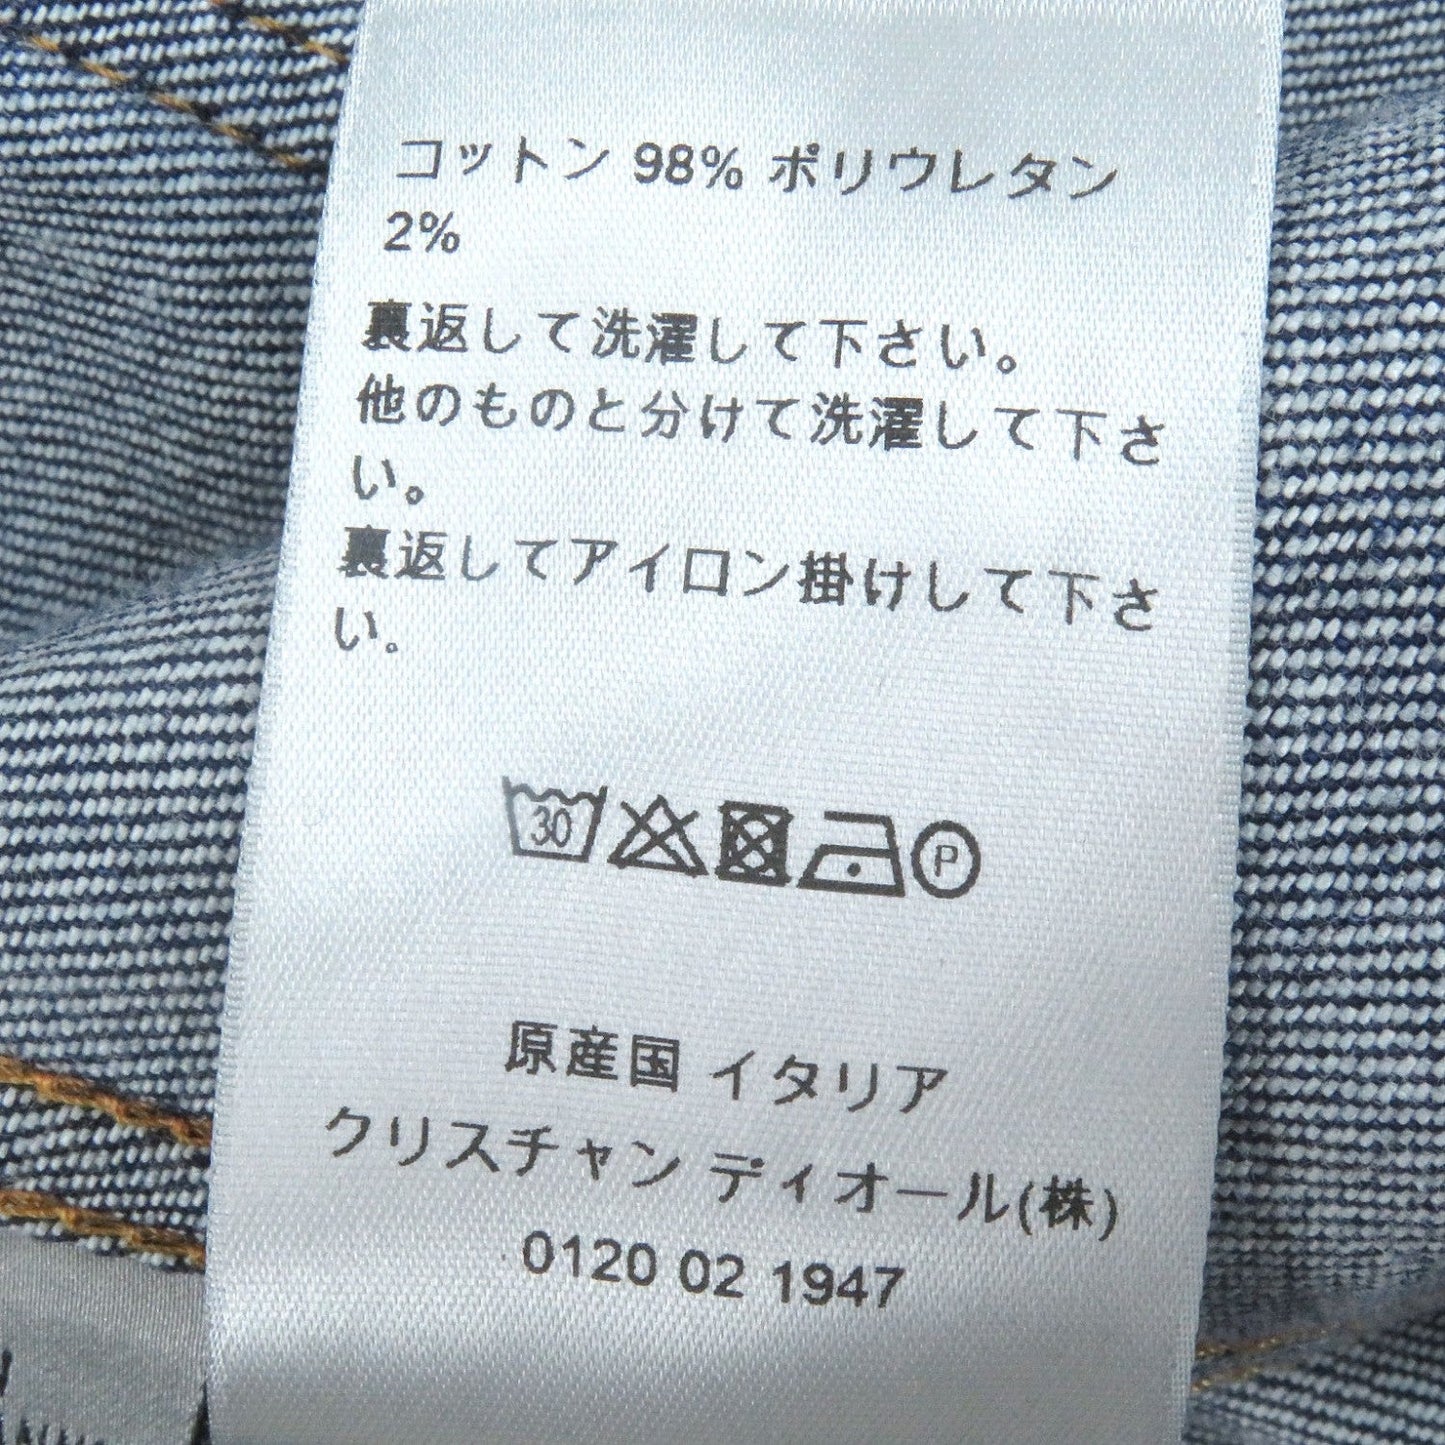 コットン 98% ポリウレタン
2%
裏返しして洗濯して下さい。
他のものと分けて洗濯して下さ
い。
裏返してアイロン掛けして下さ
い.
30
P
原産国 イタリア
クリスチャン ディオール(株)
0120 02 1947